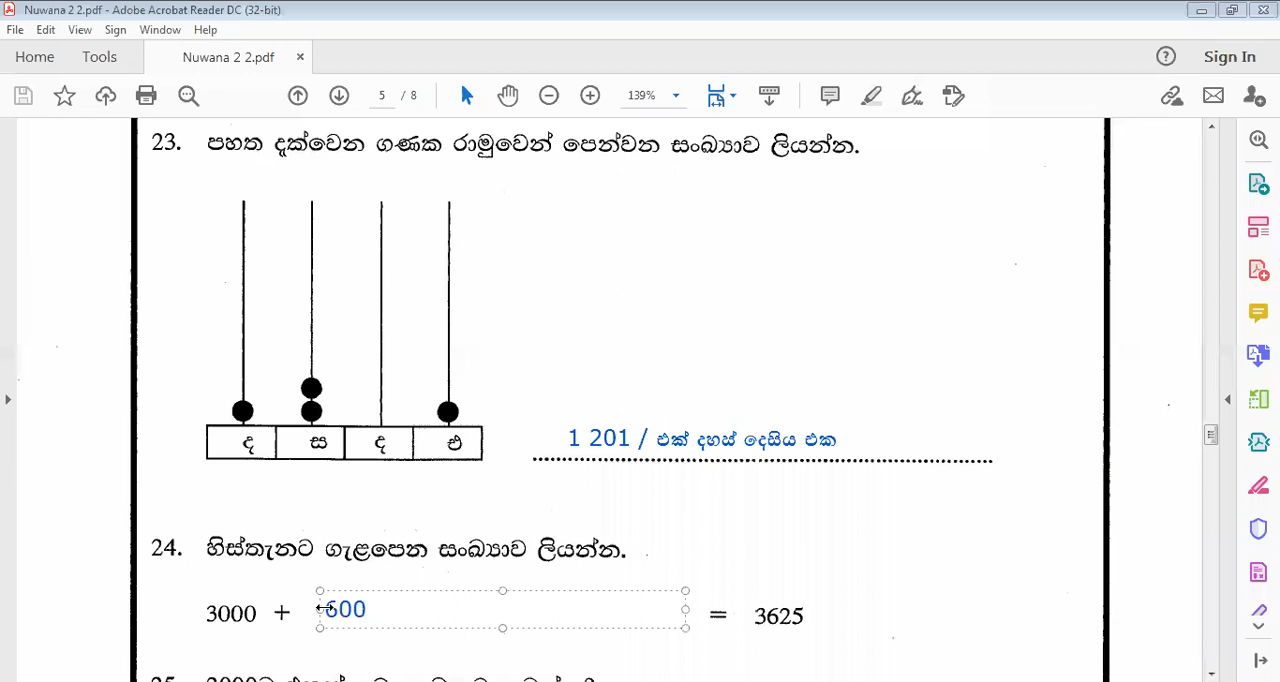 Nuwana 2 2.pdf - Adobe Acrobat Reader DC (32-bit)
File Edit View Sign Window Help
Home Tools Nuwana 2 2.pdf × Sign In
5 / 8 139%
23. පහත දැක්වෙන ගණක රාමුවෙන් පෙන්වන සංඛ්‍යාව ලියන්න.
ද ස ද එ
1 201 / එක් දහස් දෙසිය එක
24. හිස්තැනට ගැළපෙන සංඛ්‍යාව ලියන්න.
3000 + 600 = 3625